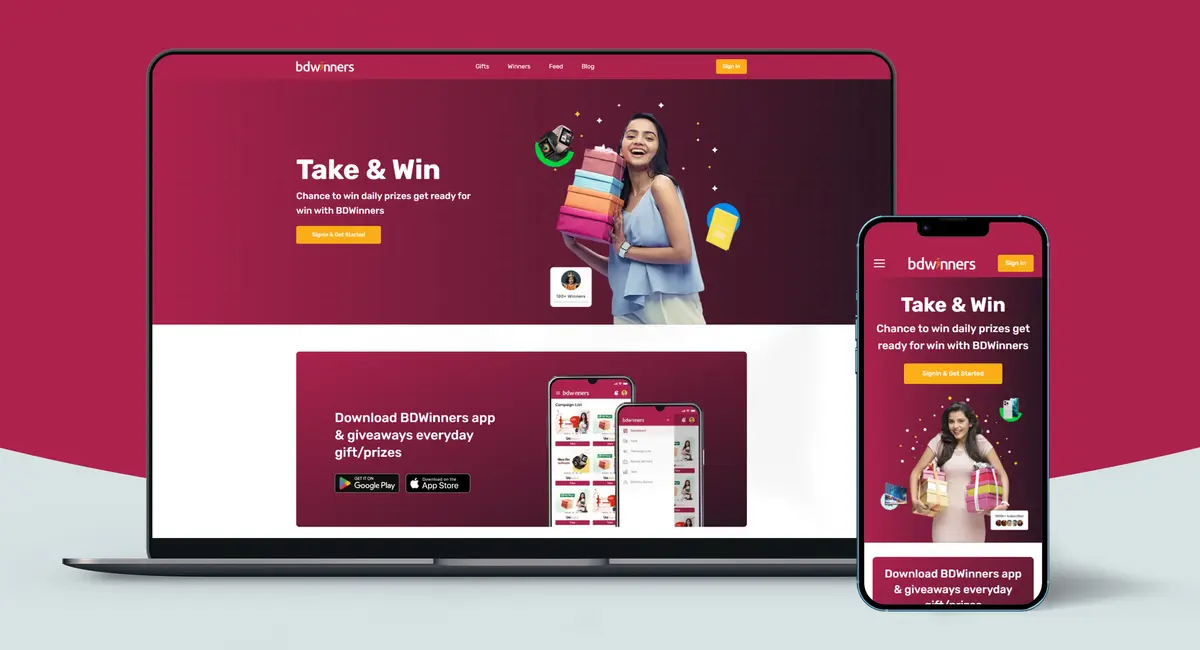 bdwinners
Gifts
Winners
Feed
Blog
Sign In
Take & Win
Chance to win daily prizes get ready for
win with BDWinners
Signin & Get Started
100+ Winners
Download BDWinners app
& giveaways everyday
gift/prizes
GET IT ON
Google Play
Download on the
App Store
bdwinners
Campaign List
bdwinners
bdwinners
Sign In
Take & Win
Chance to win daily prizes get
ready for win with BDWinners
Signin & Get Started
Download BDWinners app
& giveaways everyday
gift/prizes